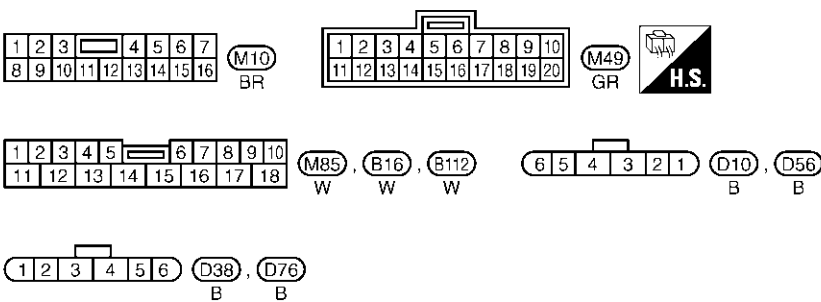 1 2 3 4 5 6 7
8 9 10 11 12 13 14 15 16
M10
BR
1 2 3 4 5 6 7 8 9 10
11 12 13 14 15 16 17 18 19 20
M49
GR
H.S.
1 2 3 4 5 6 7 8 9 10
11 12 13 14 15 16 17 18
M85 , B16 , B112
W W W
6 5 4 3 2 1
D10 , D56
B B
1 2 3 4 5 6
D38 , D76
B B